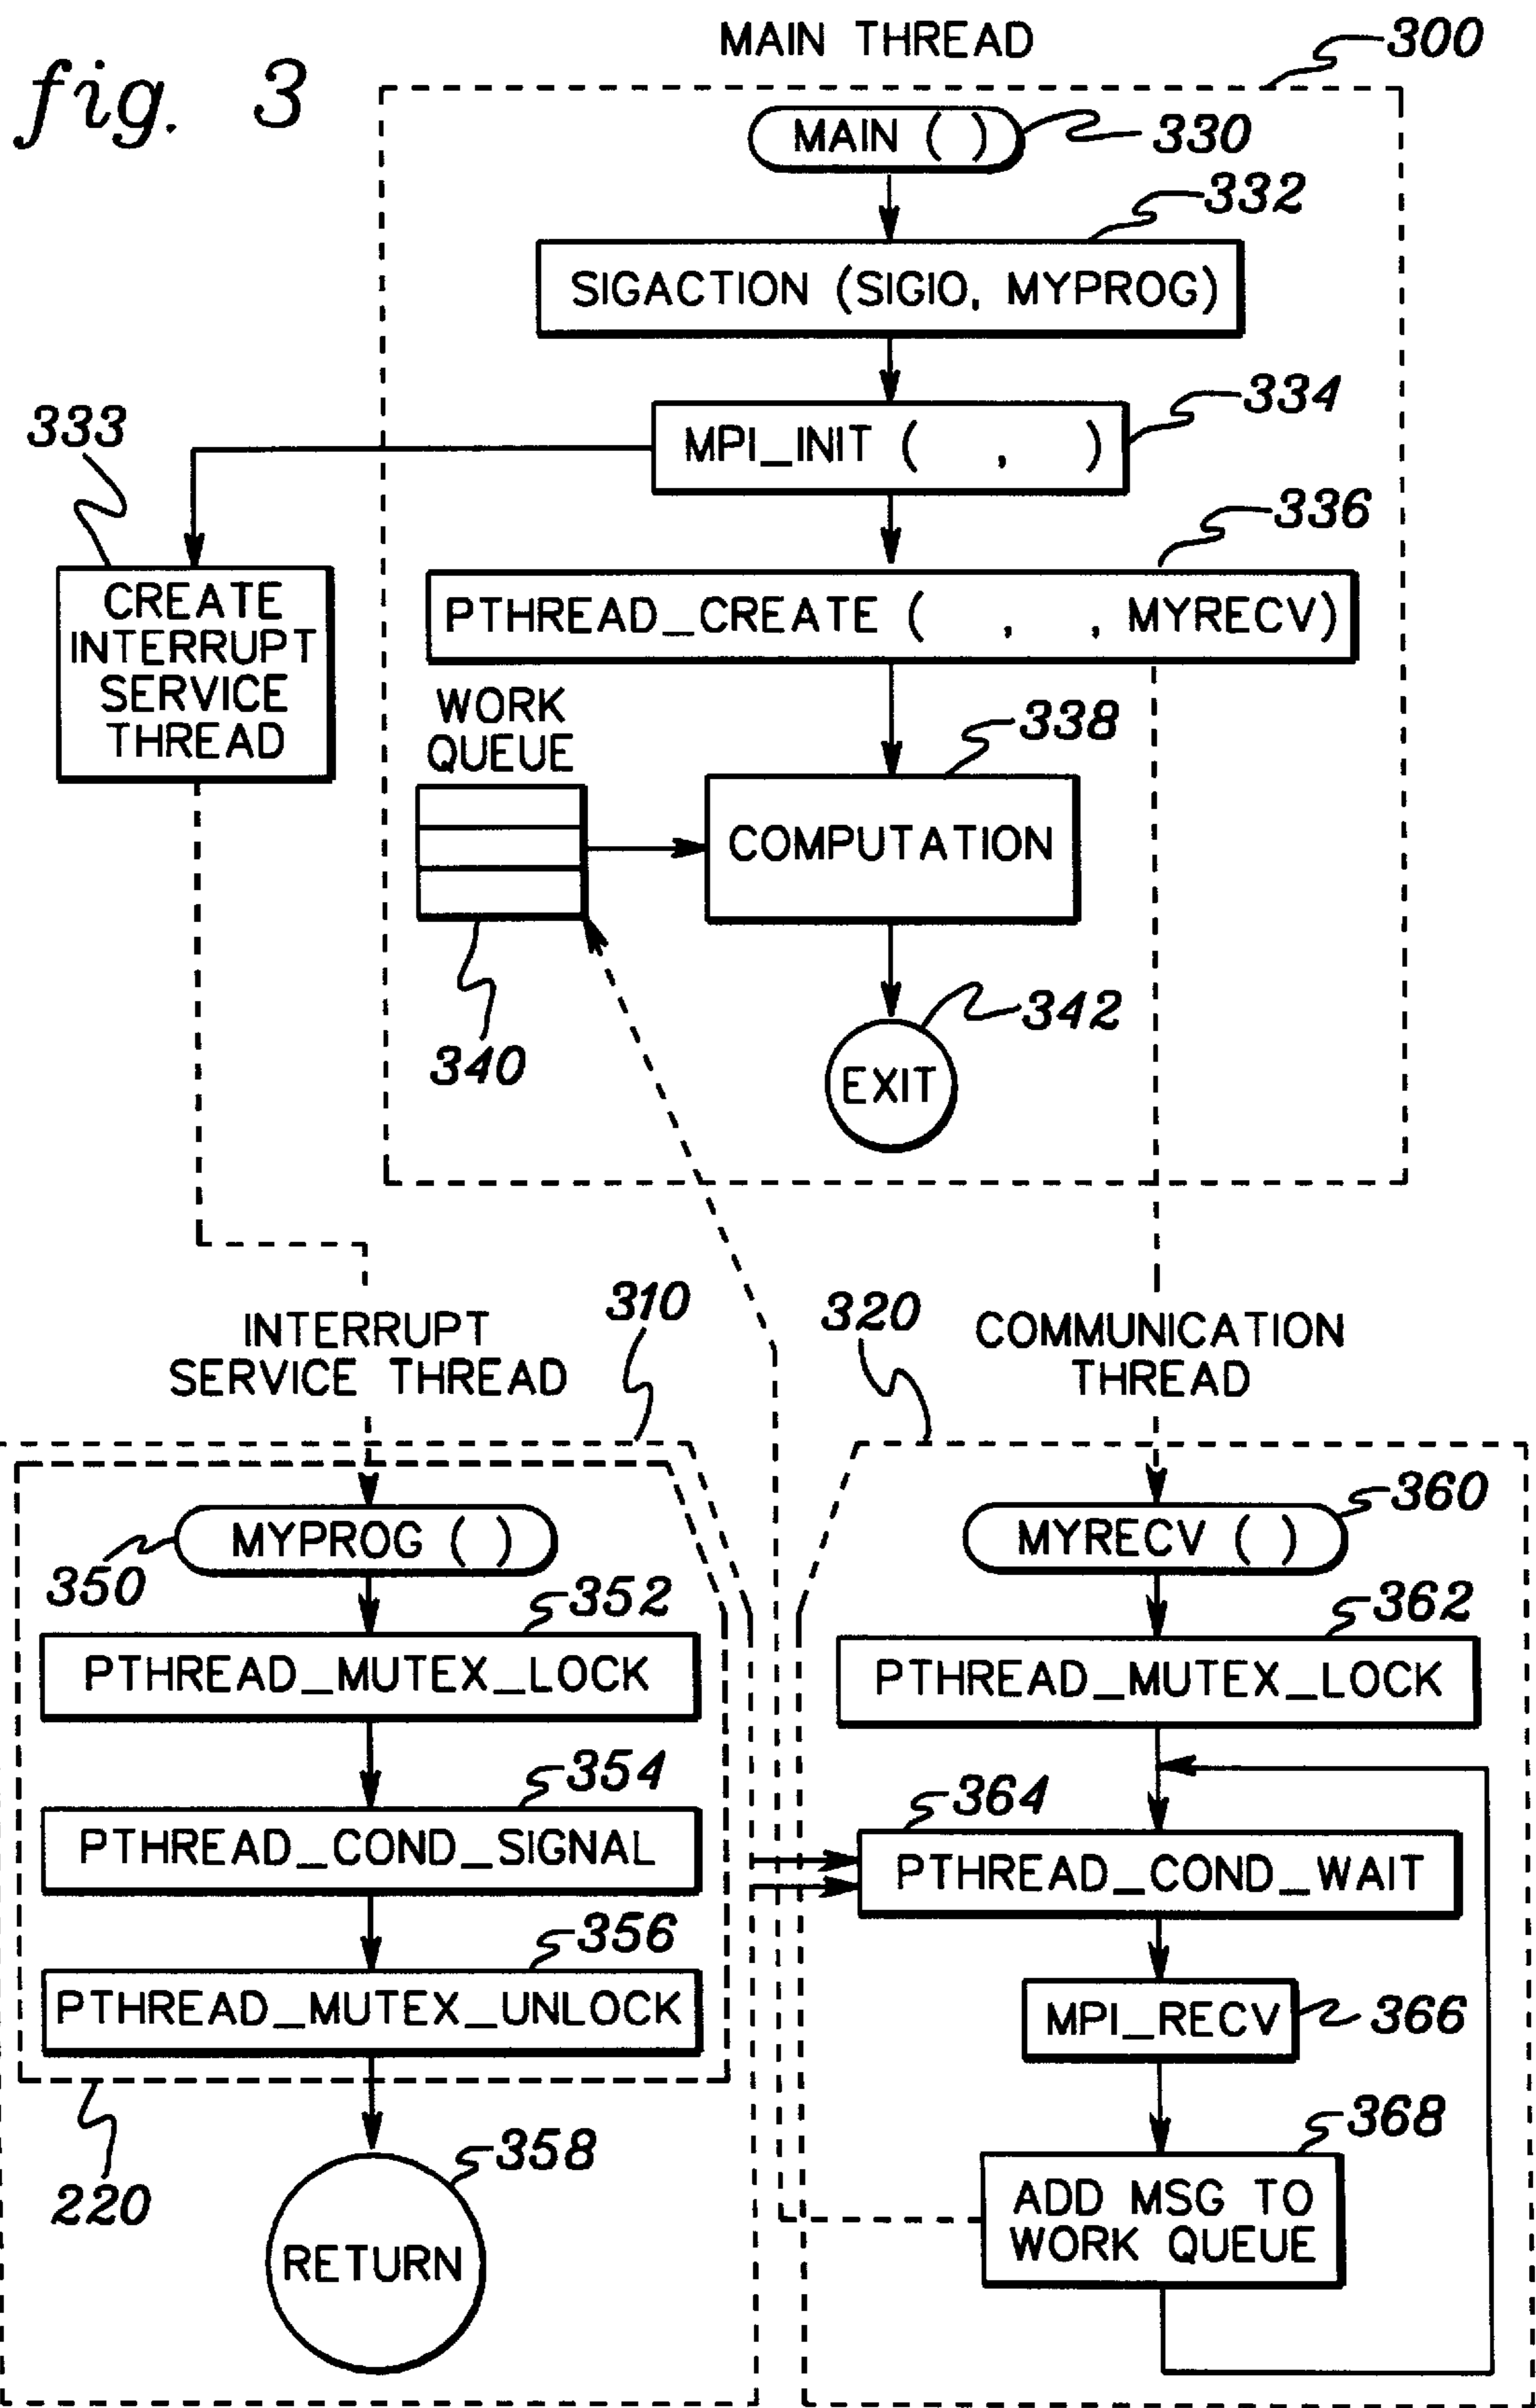 MAIN THREAD
300
fig. 3
MAIN ( )
330
332
SIGACTION (SIGIO, MYPROG)
333
334
MPI_INIT ( , )
336
CREATE
INTERRUPT
SERVICE
THREAD
PTHREAD_CREATE ( , , MYRECV)
WORK
QUEUE
338
COMPUTATION
340
342
EXIT
310
320
INTERRUPT
SERVICE THREAD
COMMUNICATION
THREAD
MYPROG ( )
350
352
PTHREAD_MUTEX_LOCK
354
PTHREAD_COND_SIGNAL
356
PTHREAD_MUTEX_UNLOCK
220
358
RETURN
360
MYRECV ( )
362
PTHREAD_MUTEX_LOCK
364
PTHREAD_COND_WAIT
MPI_RECV
366
368
ADD MSG TO
WORK QUEUE